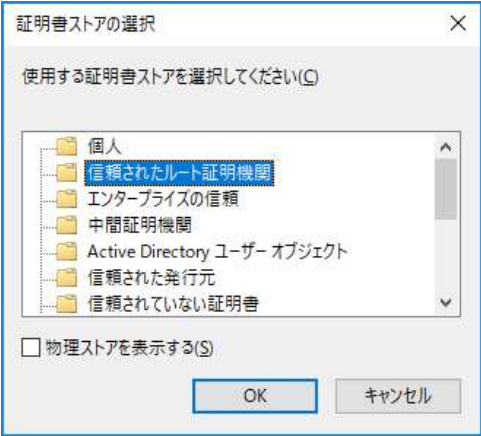 証明書ストアの選択
使用する証明書ストアを選択してください(C)
個人
信頼されたルート証明機関
エンタープライズの信頼
中間証明機関
Active Directory ユーザー オブジェクト
信頼された発行元
信頼されていない証明書
物理ストアを表示する(S)
OK
キャンセル